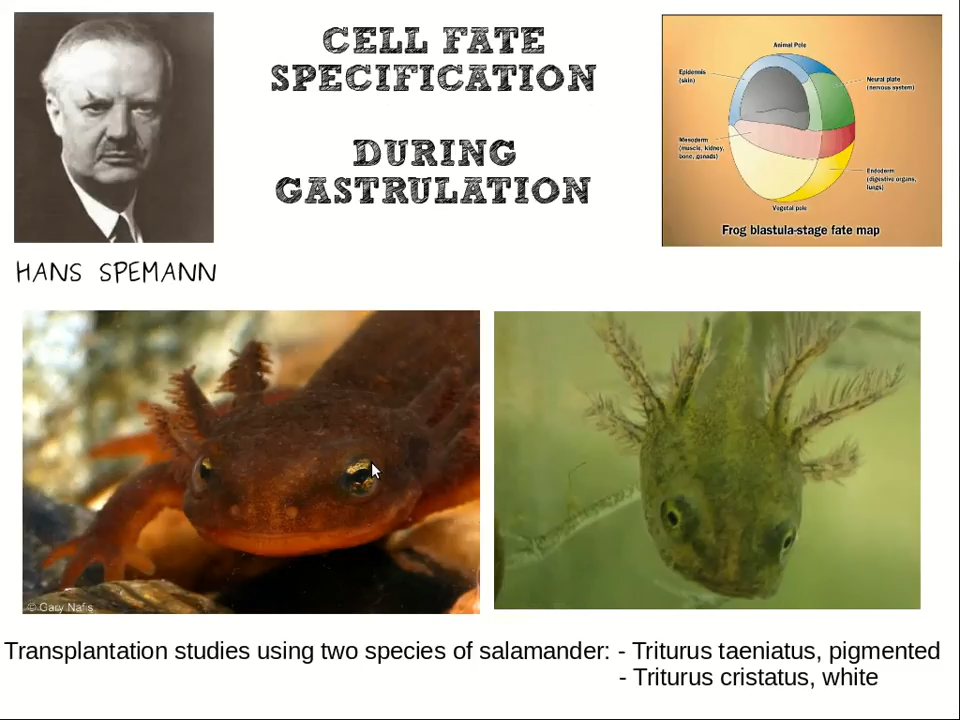 CELL FATE
SPECIFICATION
DURING
GASTRULATION
HANS SPEMANN
Animal Pole
Epidermis
(skin)
Neural plate
(nervous system)
Mesoderm
(muscle, kidney,
bone, gonads)
Endoderm
(digestive organs,
lungs)
Vegetal pole
Frog blastula-stage fate map
© Gary Nafis
Transplantation studies using two species of salamander: - Triturus taeniatus, pigmented
- Triturus cristatus, white